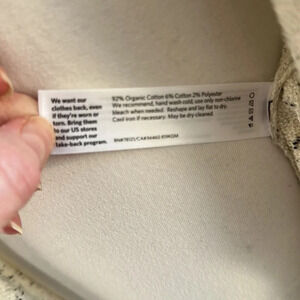 We want our
clothes back, even
if they're worn or
torn. Bring them
to our US stores
and support our
take-back program.
92% Organic Cotton 6% Cotton 2% Polyester
We recommend, hand wash cold, use only non-chlorine
bleach when needed. Reshape and lay flat to dry.
Cool iron if necessary. May be dry cleaned.